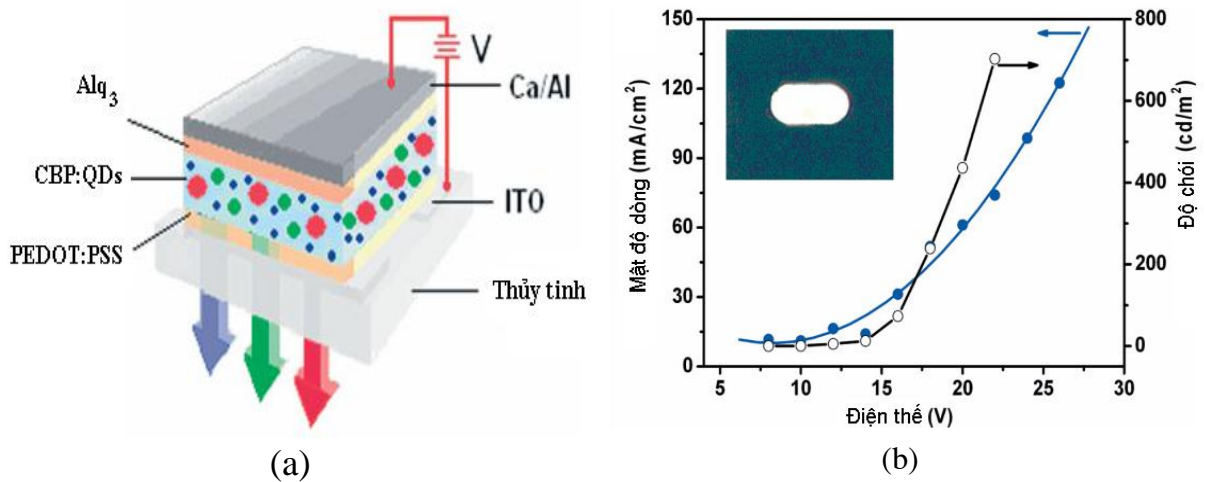 V
Alq₃
Ca/Al
CBP:QDs
ITO
PEDOT:PSS
Thủy tinh
(a)
Mật độ dòng (mA/cm²)
150
120
90
60
30
0
5
10
15
20
25
30
Điện thế (V)
800
600
400
200
0
Độ chói (cd/m²)
(b)